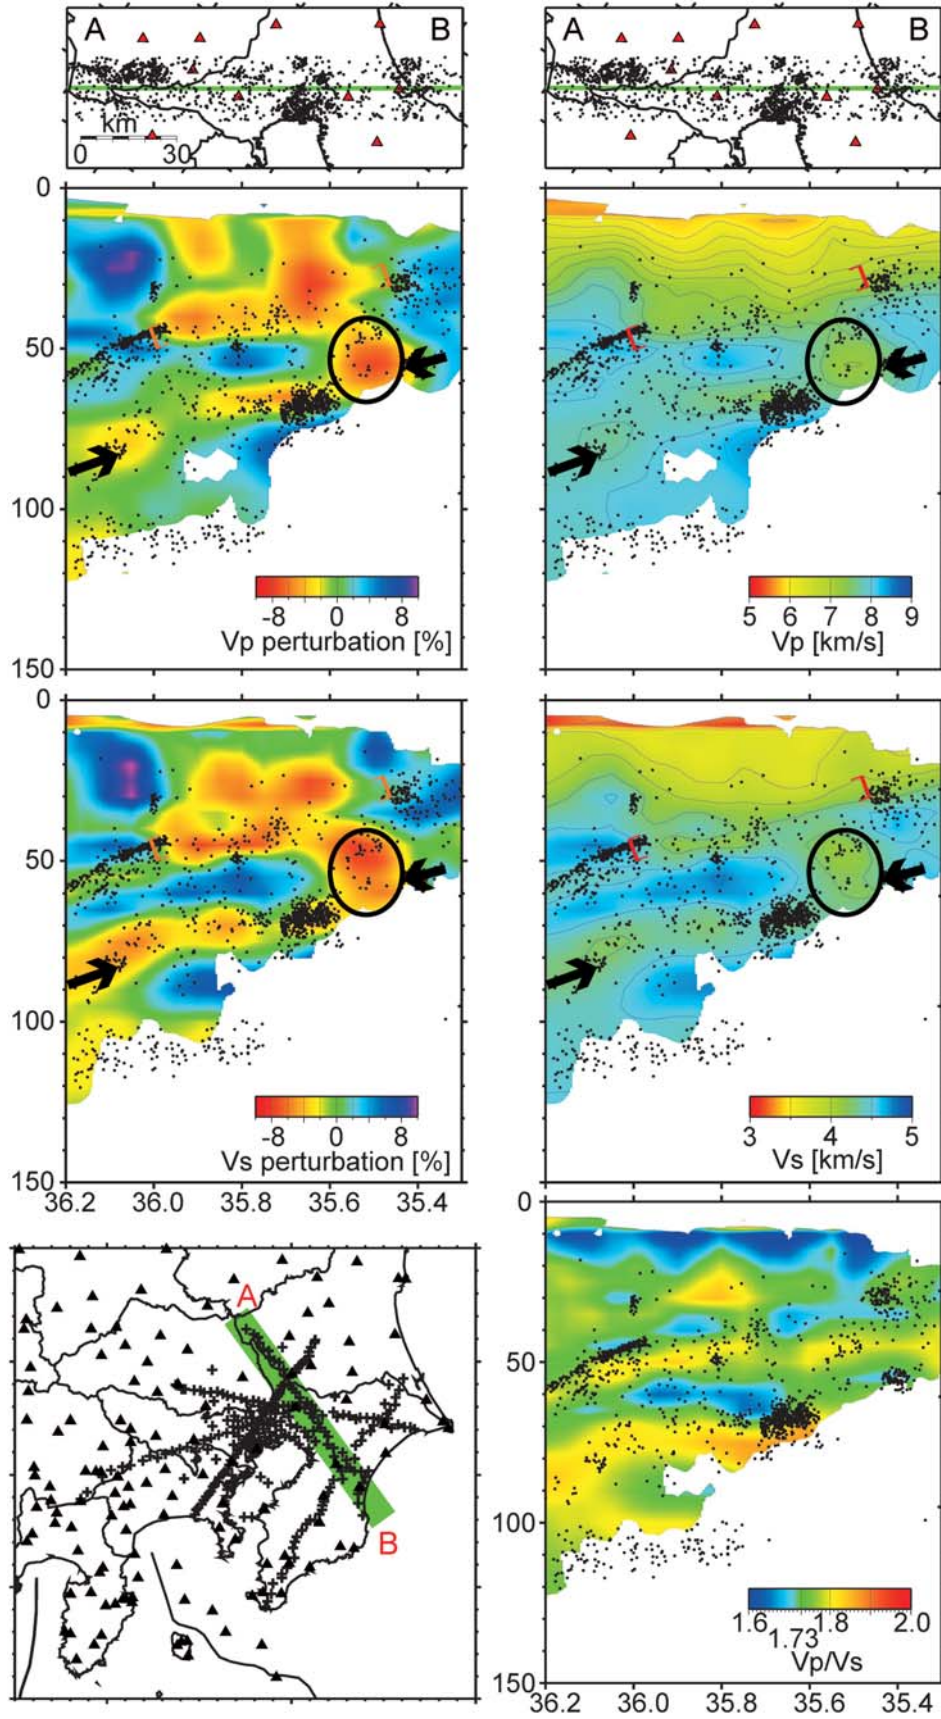 A B A B
km
0 30
0
50
100
150
-8 0 8
Vp perturbation [%]
5 6 7 8 9
Vp [km/s]
0
50
100
150
-8 0 8
Vs perturbation [%]
3 4 5
Vs [km/s]
36.2 36.0 35.8 35.6 35.4
A
B
0
50
100
150
1.6 1.8 2.0
1.73
Vp/Vs
36.2 36.0 35.8 35.6 35.4